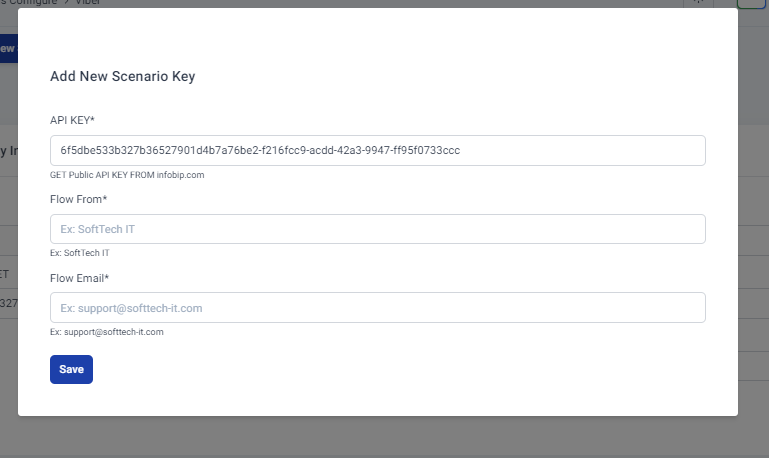 s Configure > Viber
ew
Add New Scenario Key
API KEY*
6f5dbe533b327b36527901d4b7a76be2-f216fcc9-acdd-42a3-9947-ff95f0733ccc
y Ir
GET Public API KEY FROM infobip.com
Flow From*
Ex: SoftTech IT
Ex: SoftTech IT
ET
Flow Email*
327
Ex: support@softtech-it.com
Ex: support@softtech-it.com
Save